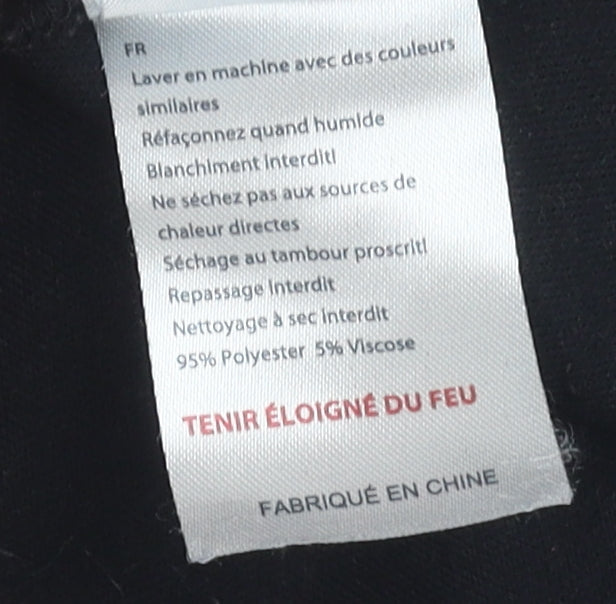 FR
Laver en machine avec des couleurs
similaires
Réfaçonnez quand humide
Blanchiment interdit!
Ne séchez pas aux sources de
chaleur directes
Séchage au tambour proscrit!
Repassage interdit
Nettoyage à sec interdit
95% Polyester 5% Viscose
TENIR ÉLOIGNÉ DU FEU
FABRIQUÉ EN CHINE